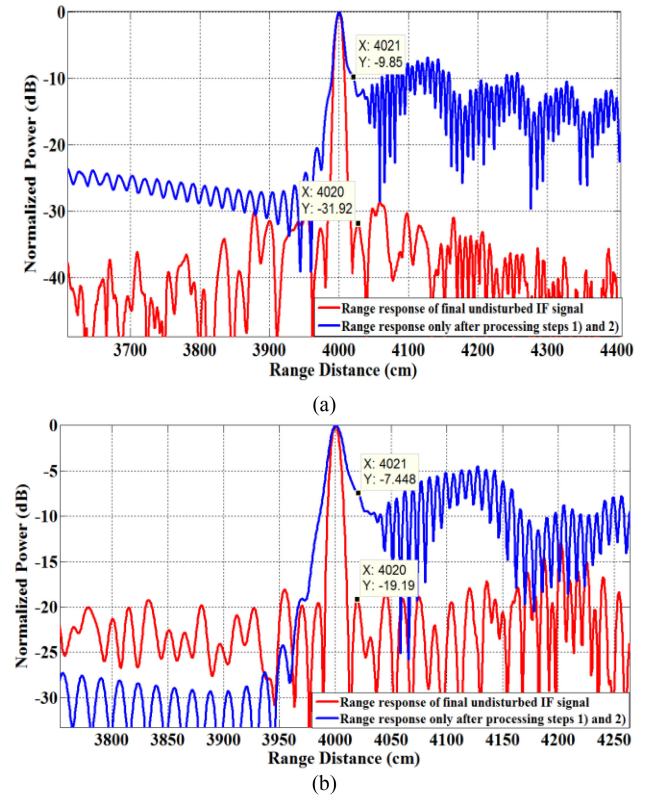 0
X: 4021
Y: -9.85
-10
-20
X: 4020
Y: -31.92
-30
-40
Normalized Power (dB)
Range response of final undisturbed IF signal
Range response only after processing steps 1) and 2)
3700 3800 3900 4000 4100 4200 4300 4400
Range Distance (cm)
(a)
0
X: 4021
Y: -7.448
-5
-10
-15
X: 4020
Y: -19.19
-20
-25
-30
Normalized Power (dB)
Range response of final undisturbed IF signal
Range response only after processing steps 1) and 2)
3800 3850 3900 3950 4000 4050 4100 4150 4200 4250
Range Distance (cm)
(b)